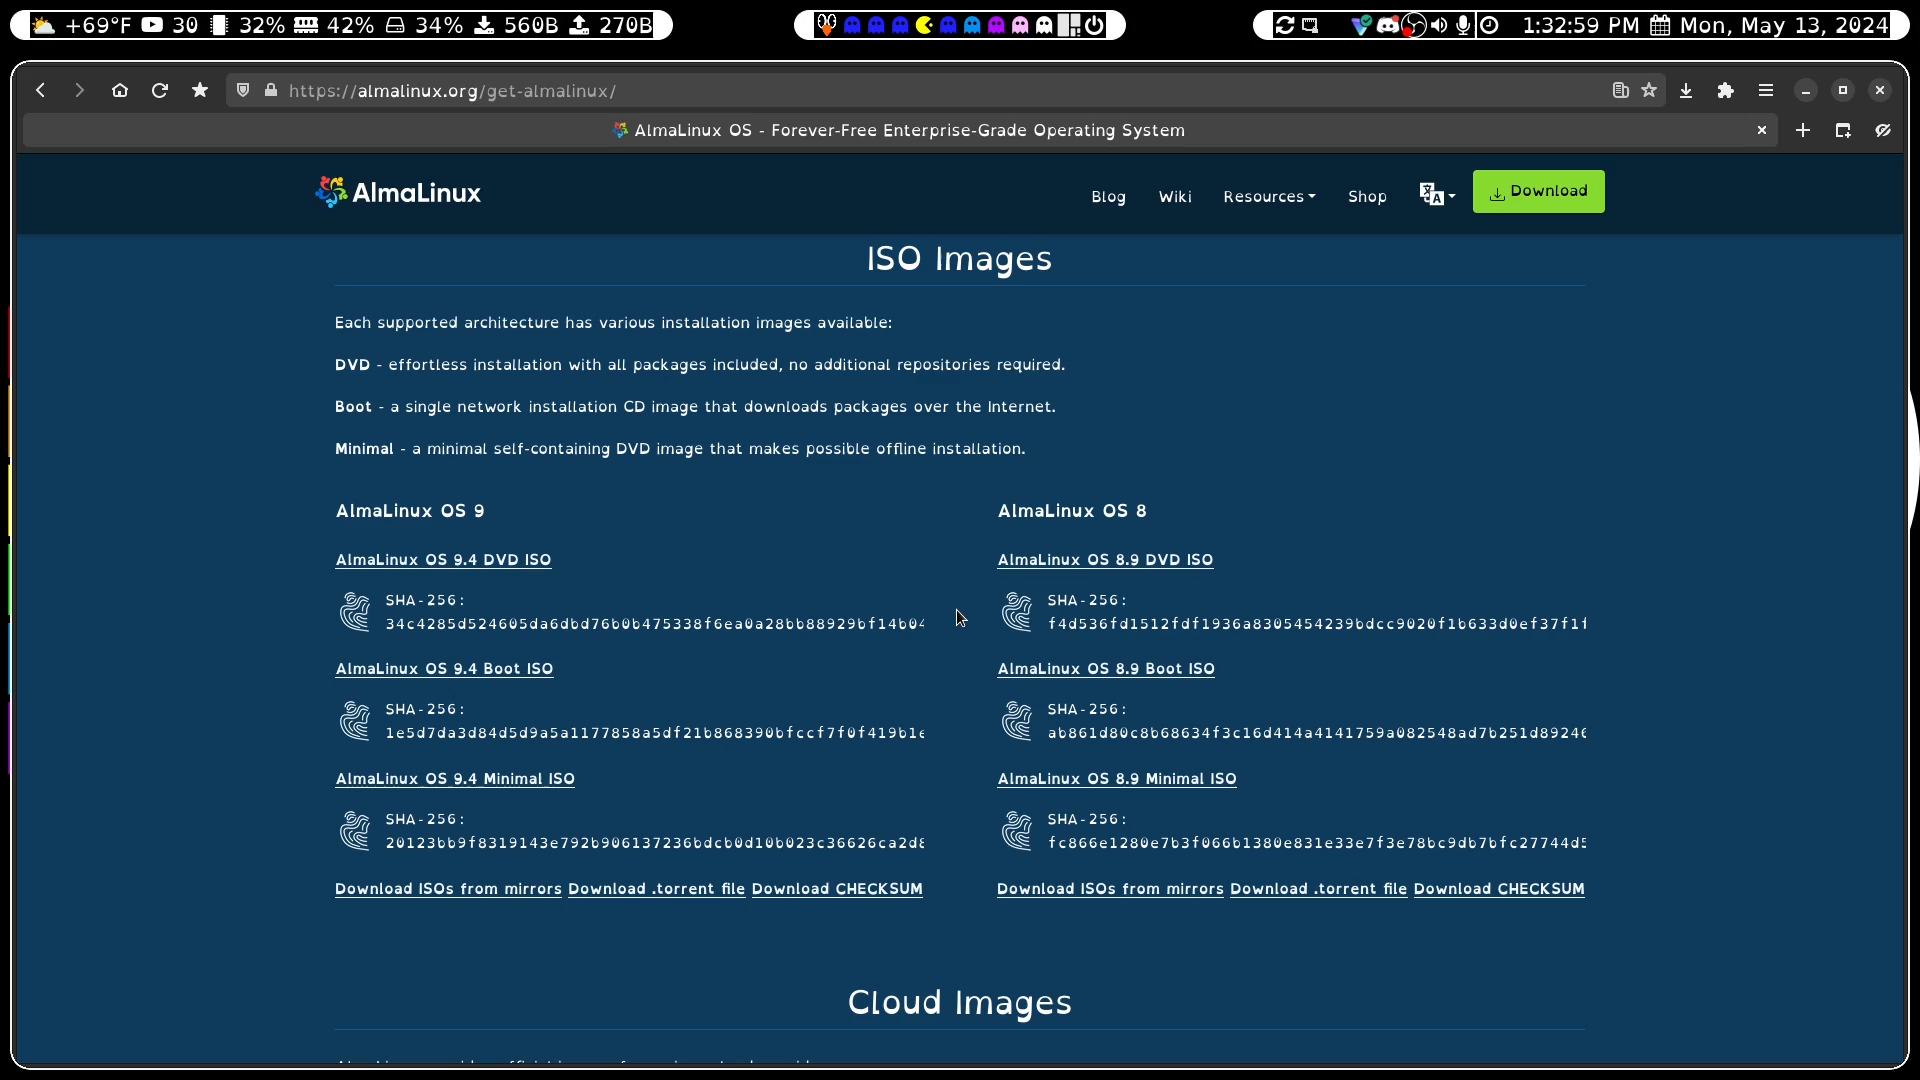 +69°F 30 32% 42% 34% 560B 270B
1:32:59 PM Mon, May 13, 2024
https://almalinux.org/get-almalinux/
AlmaLinux OS - Forever-Free Enterprise-Grade Operating System
AlmaLinux
Blog Wiki Resources Shop Download
ISO Images
Each supported architecture has various installation images available:
DVD - effortless installation with all packages included, no additional repositories required.
Boot - a single network installation CD image that downloads packages over the Internet.
Minimal - a minimal self-containing DVD image that makes possible offline installation.
AlmaLinux OS 9
AlmaLinux OS 9.4 DVD ISO
SHA-256:
34c4285d524605da6dbd76b0b475338f6ea0a28bb88929bf14b04
AlmaLinux OS 9.4 Boot ISO
SHA-256:
1e5d7da3d84d5d9a5a1177858a5df21b868390bfccf7f0f419b1e
AlmaLinux OS 9.4 Minimal ISO
SHA-256:
20123bb9f8319143e792b906137236bdcb0d10b023c36626ca2d8
Download ISOs from mirrors Download .torrent file Download CHECKSUM
AlmaLinux OS 8
AlmaLinux OS 8.9 DVD ISO
SHA-256:
f4d536fd1512fdf1936a8305454239bdcc9020f1b633d0ef37f1f
AlmaLinux OS 8.9 Boot ISO
SHA-256:
ab861d80c8b68634f3c16d414a4141759a082548ad7b251d89246
AlmaLinux OS 8.9 Minimal ISO
SHA-256:
fc866e1280e7b3f066b1380e831e33e7f3e78bc9db7bfc27744d5
Download ISOs from mirrors Download .torrent file Download CHECKSUM
Cloud Images